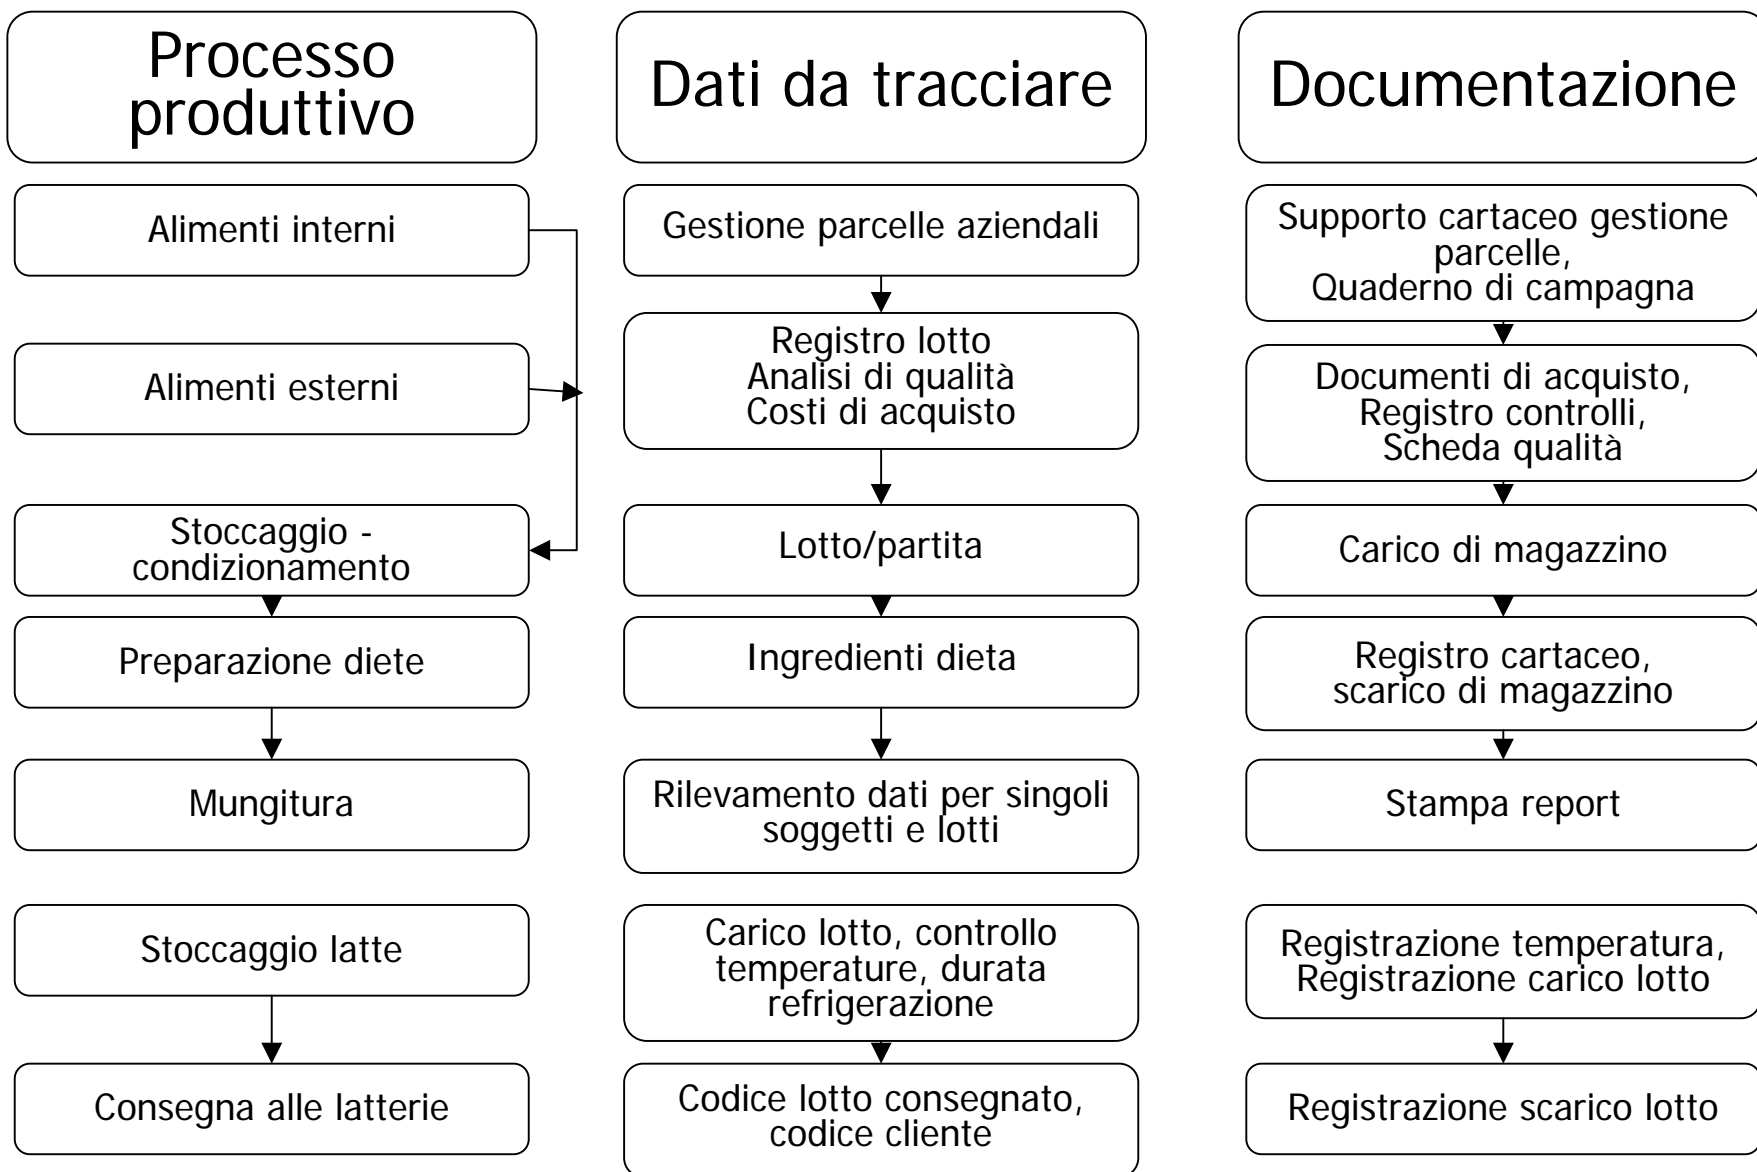 Processo
produttivo
Dati da tracciare
Documentazione
Alimenti interni
Gestione parcelle aziendali
Supporto cartaceo gestione
parcelle,
Quaderno di campagna
Alimenti esterni
Registro lotto
Analisi di qualità
Costi di acquisto
Documenti di acquisto,
Registro controlli,
Scheda qualità
Stoccaggio -
condizionamento
Lotto/partita
Carico di magazzino
Preparazione diete
Ingredienti dieta
Registro cartaceo,
scarico di magazzino
Mungitura
Rilevamento dati per singoli
soggetti e lotti
Stampa report
Stoccaggio latte
Carico lotto, controllo
temperature, durata
refrigerazione
Registrazione temperatura,
Registrazione carico lotto
Consegna alle latterie
Codice lotto consegnato,
codice cliente
Registrazione scarico lotto